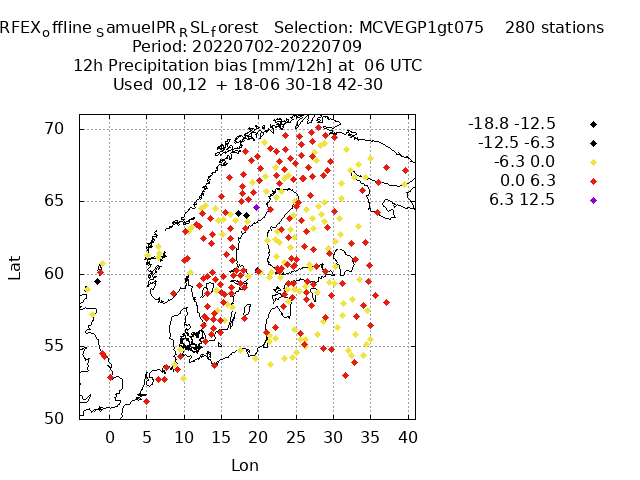 RFEXoffline SamuelPRRSLforest Selection: MCVEGP1gt075 280 stations
Period: 20220702-20220709
12h Precipitation bias [mm/12h] at 06 UTC
Used 00,12 + 18-06 30-18 42-30
-18.8 -12.5
-12.5 -6.3
-6.3 0.0
0.0 6.3
6.3 12.5
70
65
60
55
50
Lat
0 5 10 15 20 25 30 35 40
Lon